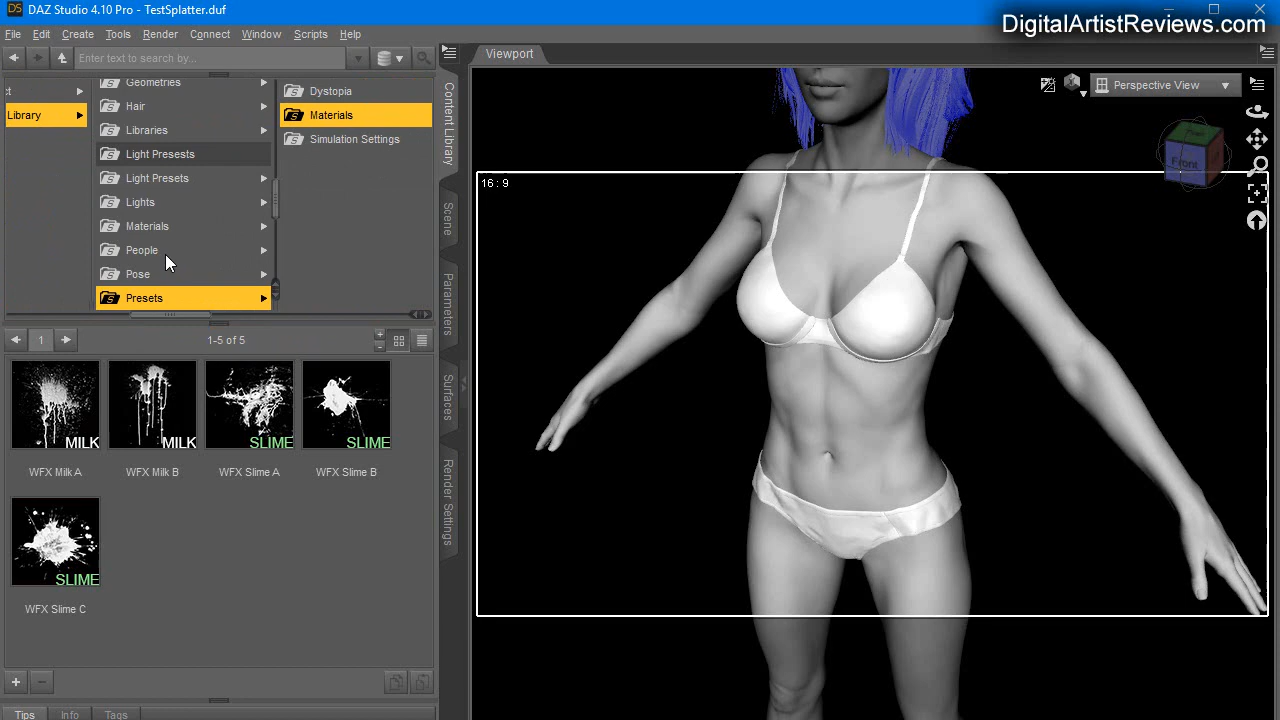 DAZ Studio 4.10 Pro - TestSplatter.duf
DigitalArtistReviews.com
File Edit Create Tools Render Connect Window Scripts Help
Enter text to search by...
Viewport
Geometries
Hair
Libraries
Light Presests
Light Presets
Lights
Materials
People
Pose
Presets
Library
Dystopia
Materials
Simulation Settings
Content Library
Scene
Parameters
Surfaces
Render Settings
Perspective View
Front
16 : 9
1
1-5 of 5
MILK
MILK
SLIME
SLIME
WFX Milk A
WFX Milk B
WFX Slime A
WFX Slime B
SLIME
WFX Slime C
Tips Info Tags